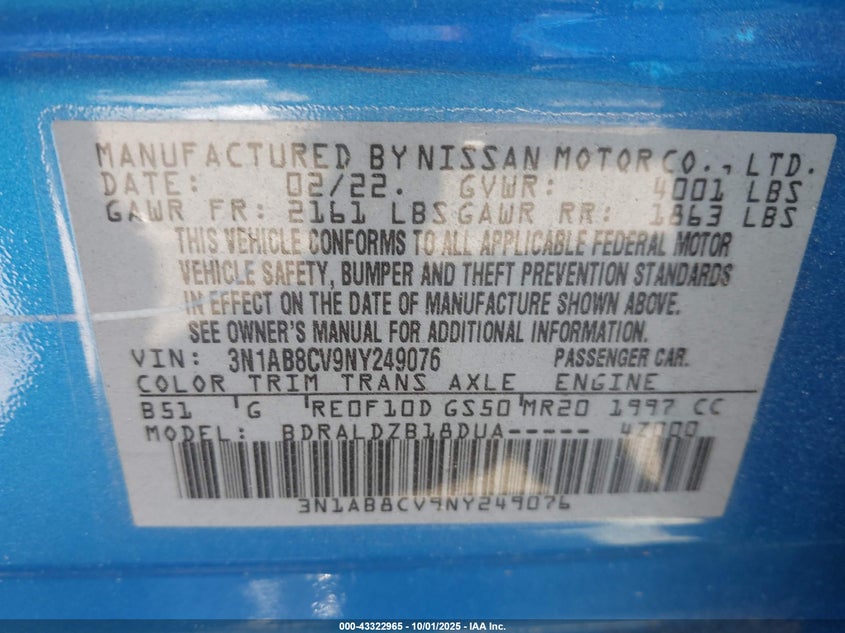 MANUFACTURED BY NISSAN MOTOR CO., LTD.
DATE: 02/22. GVWR: 4001 LBS
GAWR FR: 2161 LBS GAWR RR: 1863 LBS
THIS VEHICLE CONFORMS TO ALL APPLICABLE FEDERAL MOTOR
VEHICLE SAFETY, BUMPER AND THEFT PREVENTION STANDARDS
IN EFFECT ON THE DATE OF MANUFACTURE SHOWN ABOVE.
SEE OWNER'S MANUAL FOR ADDITIONAL INFORMATION.
VIN: 3N1AB8CV9NY249076 PASSENGER CAR.
COLOR TRIM TRANS AXLE ENGINE
B51 'G 'RE0F10D GS50'MR20 1997 CC
MODEL: BDRALDZB18DUA----- 47000
3N1AB8CV9NY249076
000-43322965 - 10/01/2025 - IAA Inc.